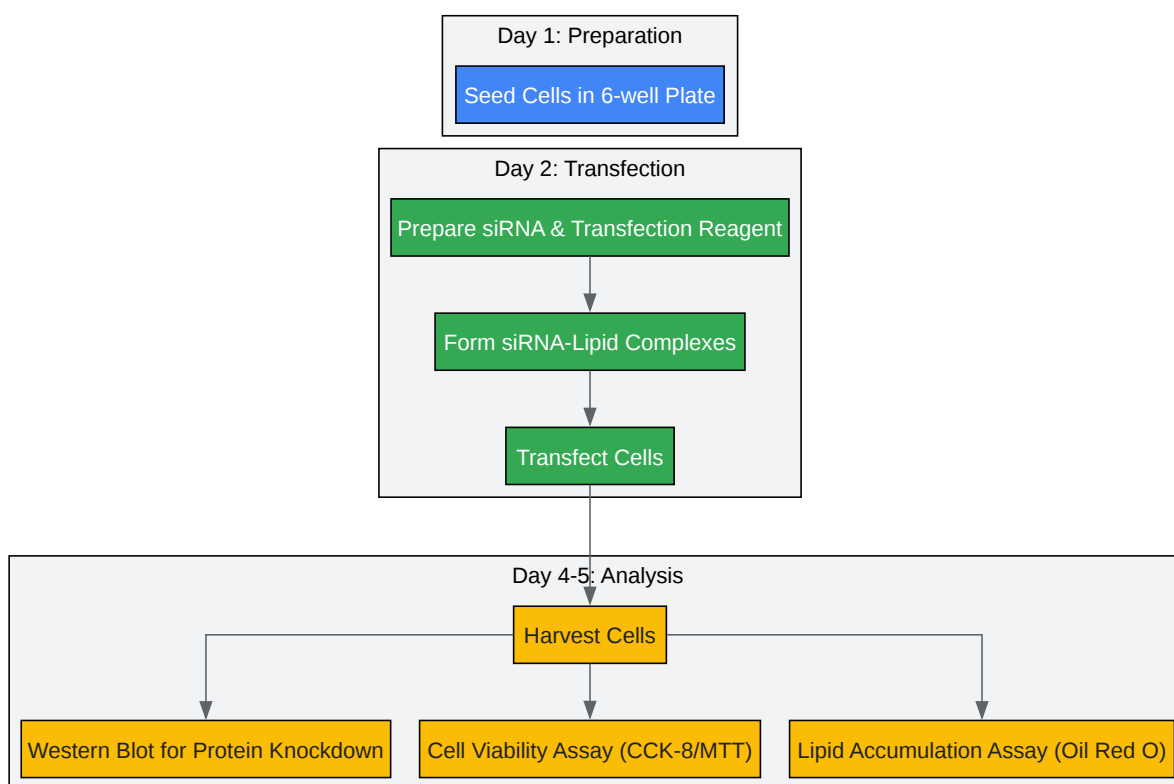 Day 1: Preparation
Seed Cells in 6-well Plate
Day 2: Transfection
Prepare siRNA & Transfection Reagent
Form siRNA-Lipid Complexes
Transfect Cells
Day 4-5: Analysis
Harvest Cells
Western Blot for Protein Knockdown
Cell Viability Assay (CCK-8/MTT)
Lipid Accumulation Assay (Oil Red O)